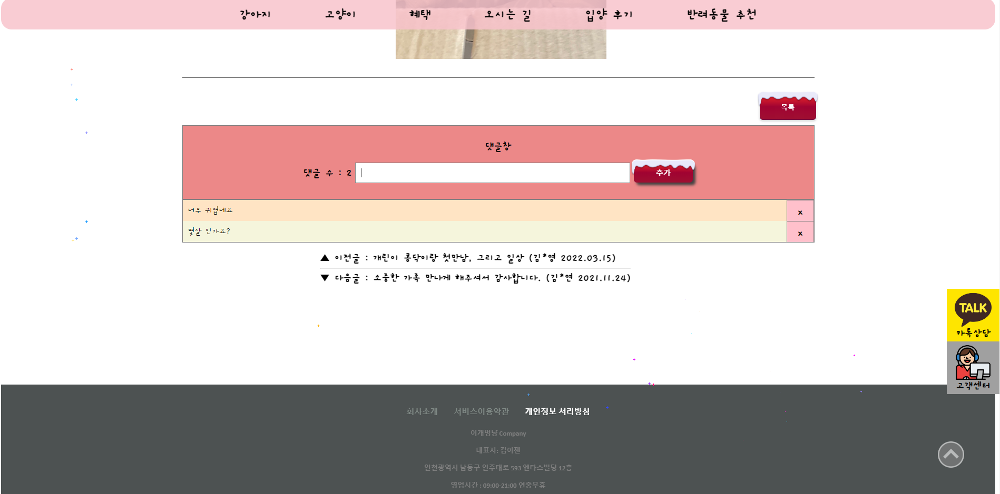 강아지 고양이 혜택 오시는 길 입양 후기 반려동물 추천
목록
댓글창
댓글 수 : 2 추가
너무 귀엽네요 x
몇살 인가요? x
▲ 이전글 : 개린이 콩닥이랑 첫만남, 그리고 일상 (김*영 2022.03.15)
▼ 다음글 : 소중한 가족 만나게 해주셔서 감사합니다. (김*연 2021.11.24)
TALK
카톡상담
고객센터
회사소개 서비스이용약관 개인정보 처리방침
이개명냥 Company
대표자: 김이젠
인천광역시 남동구 인주대로 593 엔타스빌딩 12층
영업시간 : 09:00-21:00 연중무휴